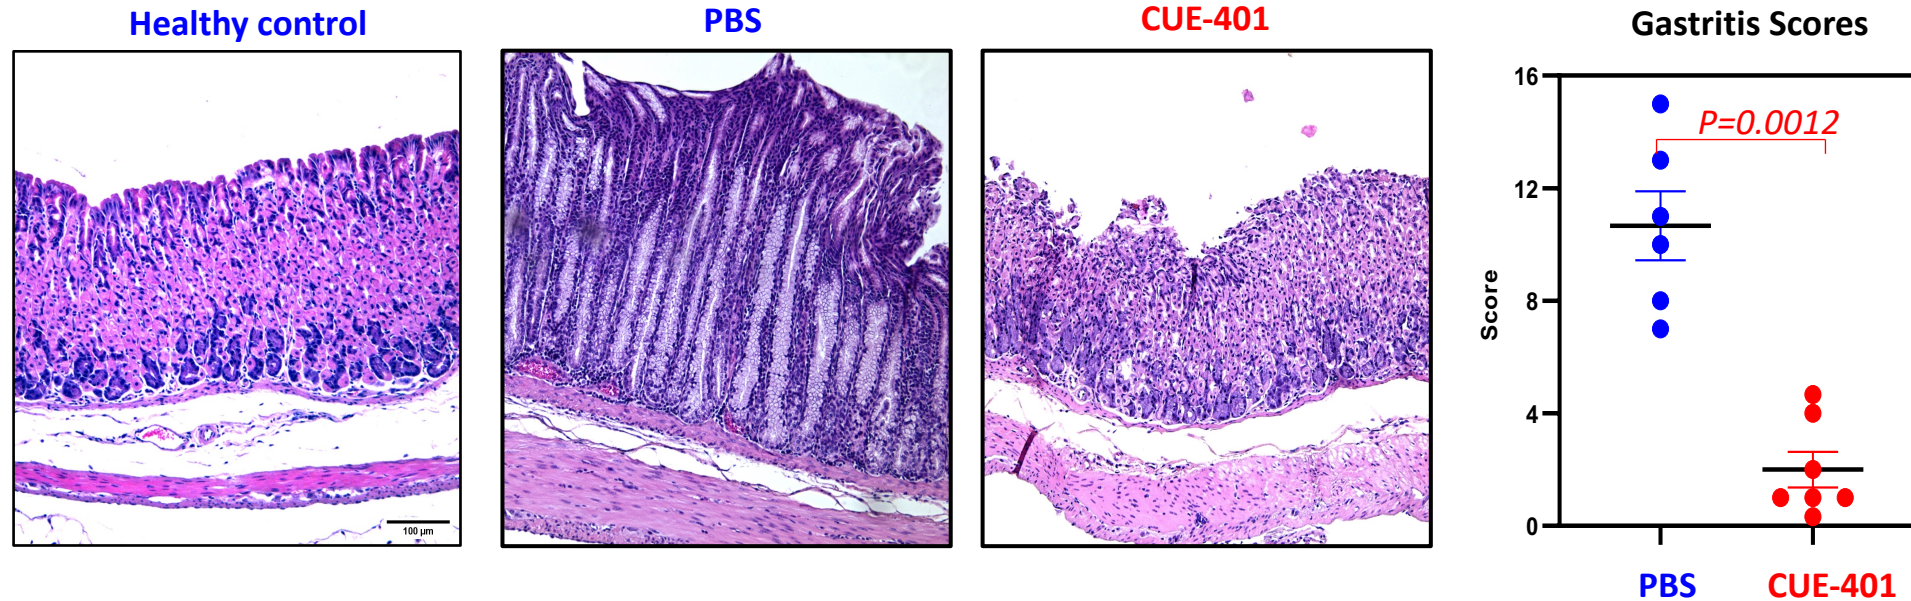 Healthy control
PBS
CUE-401
Gastritis Scores
100 µm
Score
16
12
8
4
0
P=0.0012
PBS
CUE-401